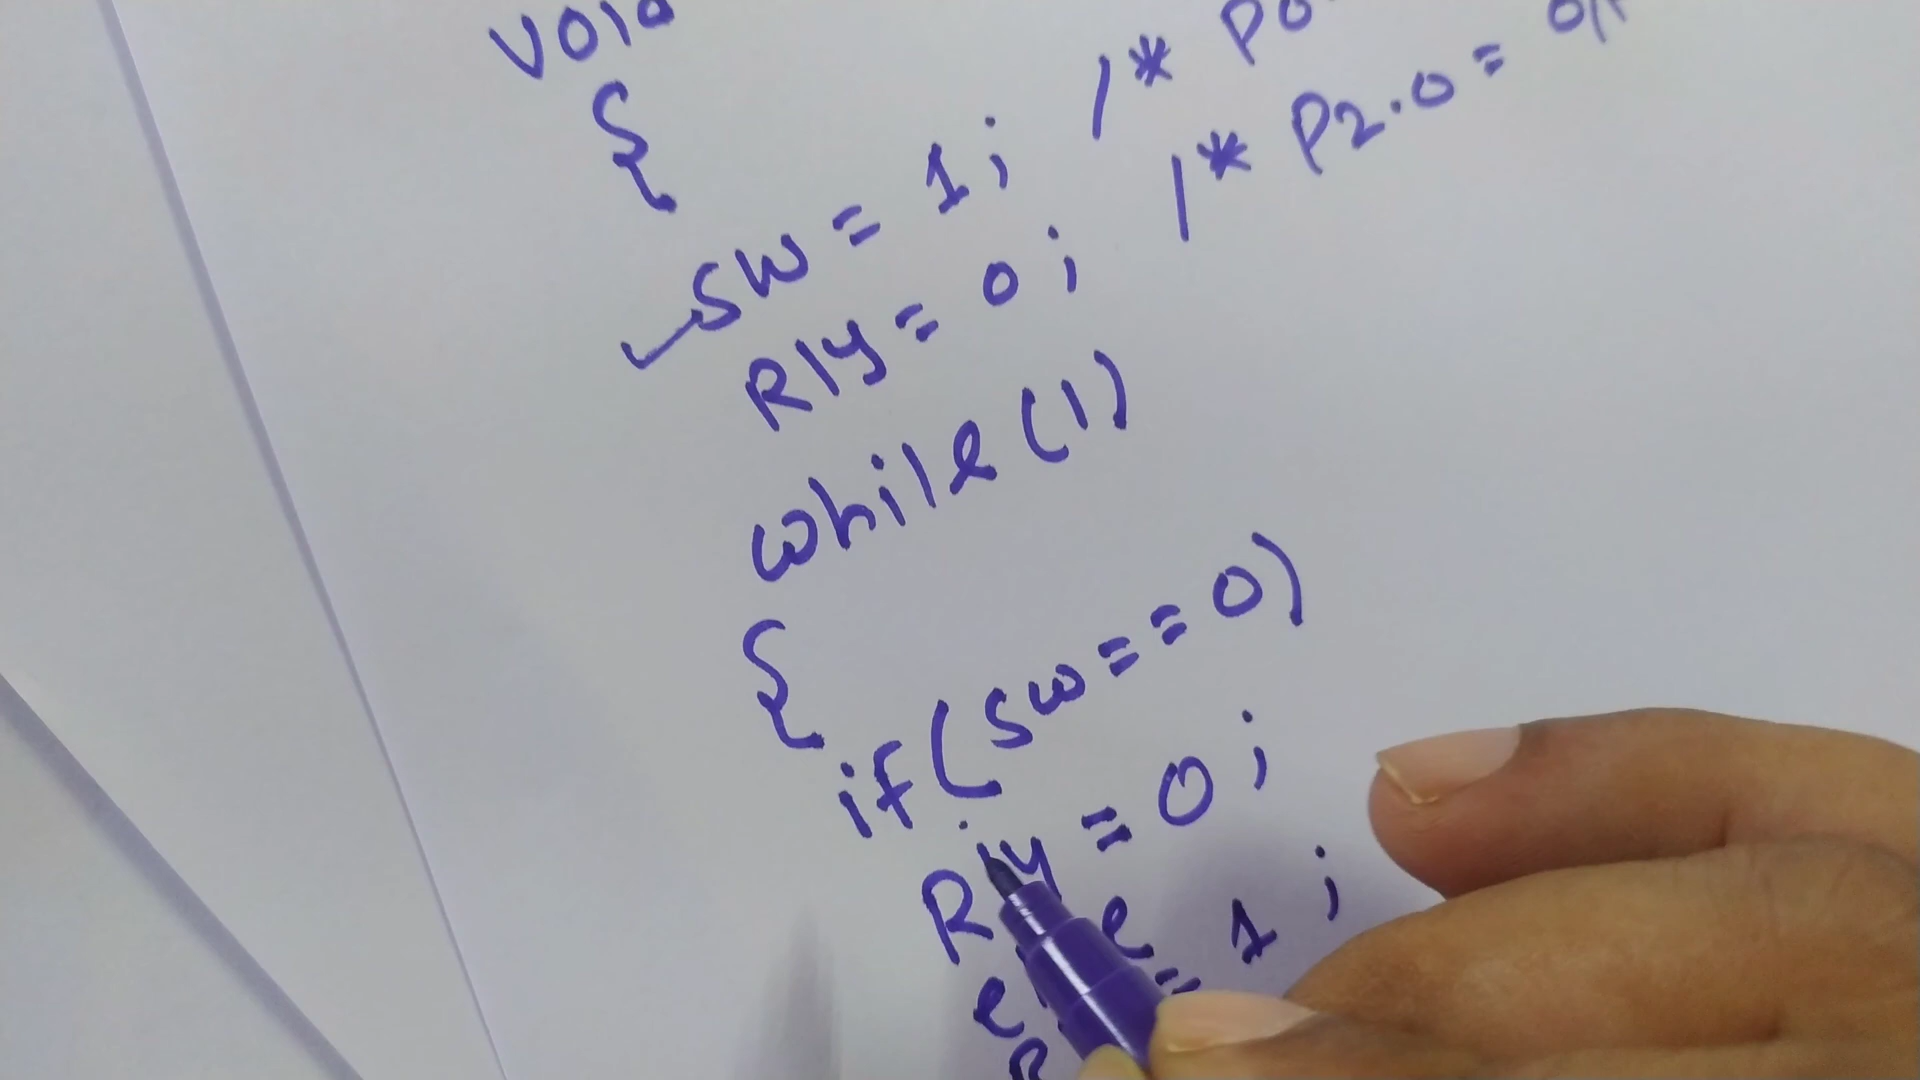 void
{
sw = 1; /* P0.
Rly = 0; /* P2.0 = o/p
while (1)
{
if (sw == 0)
Rly = 0;
= 1;